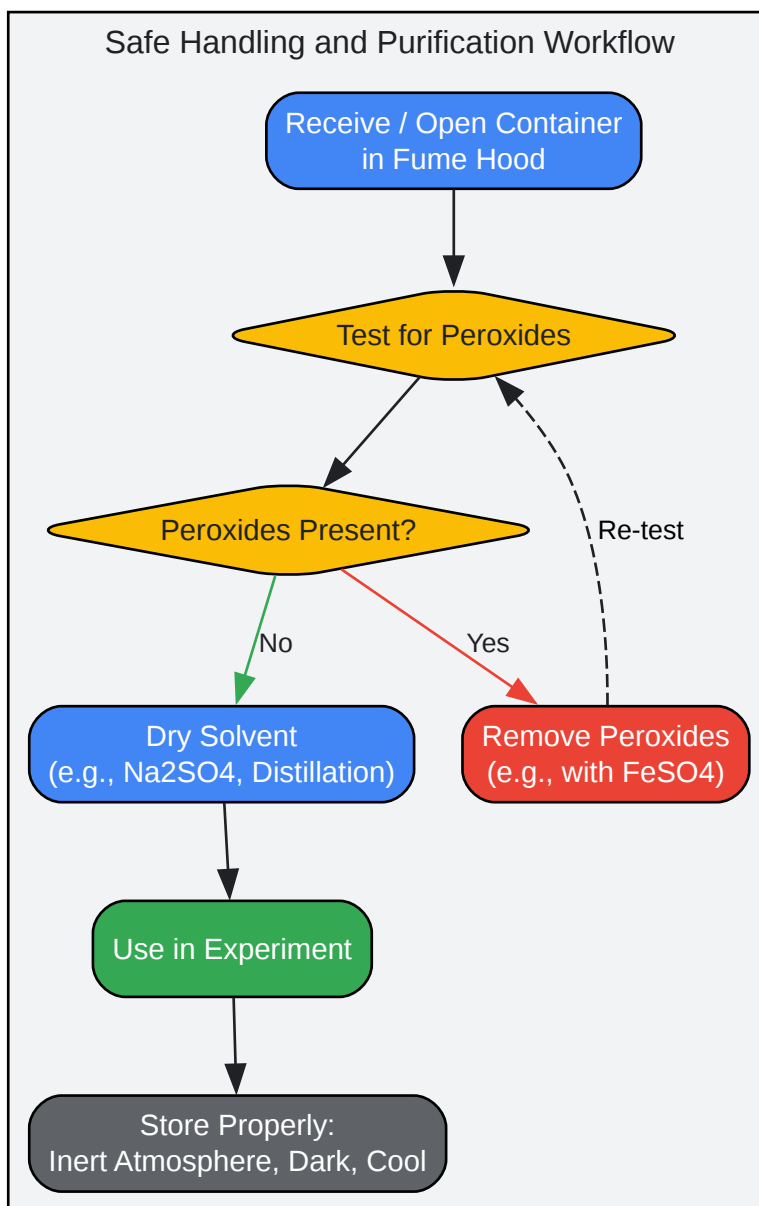 Safe Handling and Purification Workflow
Receive / Open Container
in Fume Hood
Test for Peroxides
Peroxides Present?
Re-test
No
Yes
Dry Solvent
(e.g., Na2SO4, Distillation)
Remove Peroxides
(e.g., with FeSO4)
Use in Experiment
Store Properly:
Inert Atmosphere, Dark, Cool